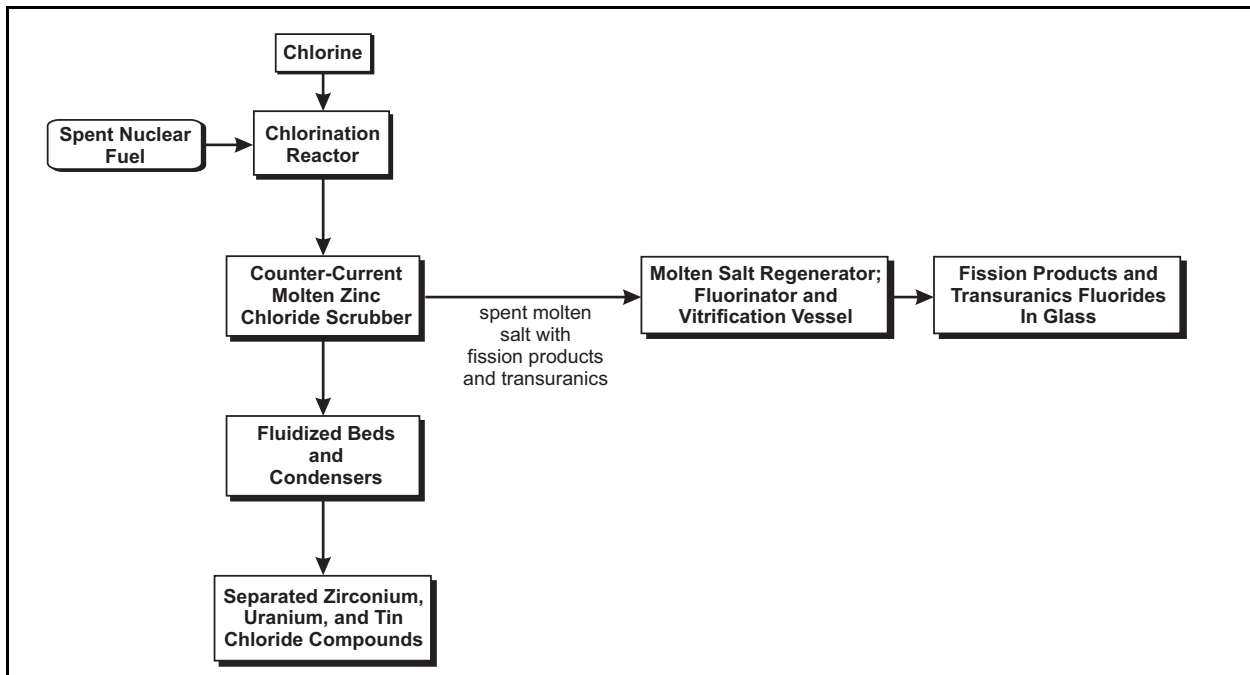 Chlorine
Spent Nuclear
Fuel
Chlorination
Reactor
Counter-Current
Molten Zinc
Chloride Scrubber
spent molten
salt with
fission products
and transuranics
Molten Salt Regenerator;
Fluorinator and
Vitrification Vessel
Fission Products and
Transuranics Fluorides
In Glass
Fluidized Beds
and
Condensers
Separated Zirconium,
Uranium, and Tin
Chloride Compounds